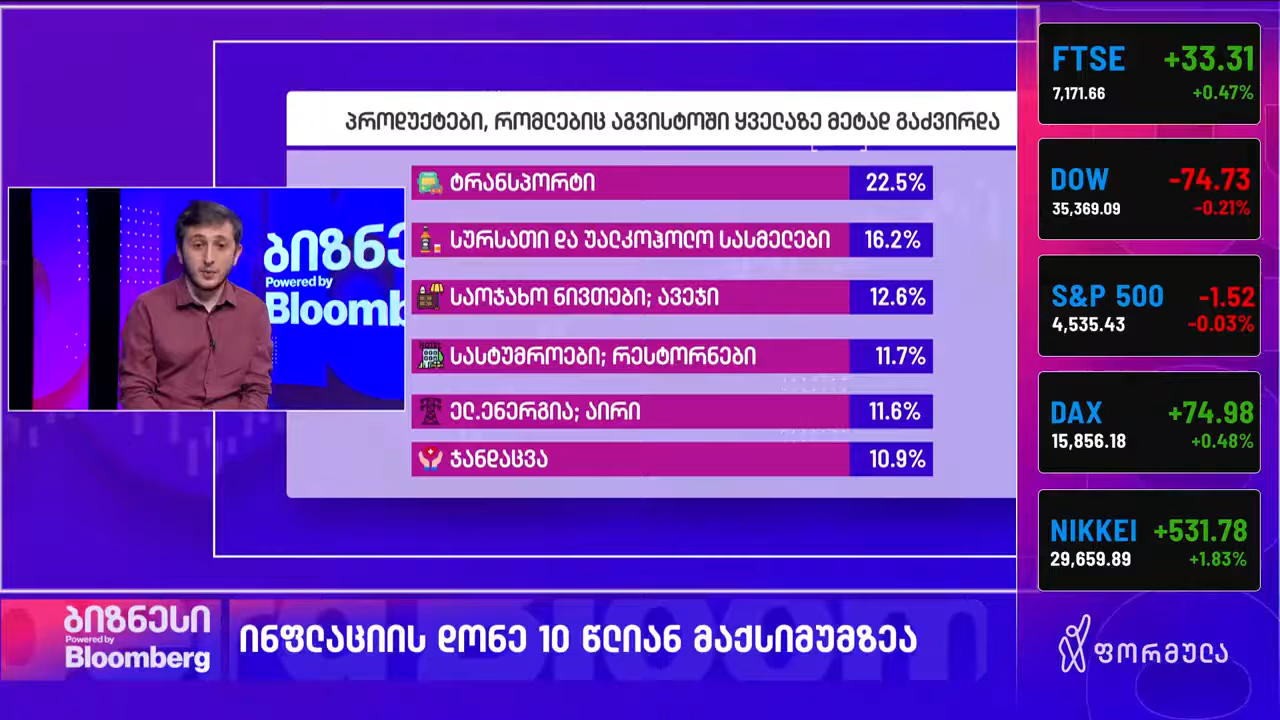 პროდუქტები, რომლებიც აგვისტოში ყველაზე მეტად გაძვირდა
ტრანსპორტი 22.5%
სურსათი და უალკოჰოლო სასმელები 16.2%
საოჯახო ნივთები; ავეჯი 12.6%
სასტუმროები; რესტორნები 11.7%
ელ.ენერგია; აირი 11.6%
ჯანდაცვა 10.9%
ბიზნესი
Powered by
Bloomberg
ინფლაციის დონე 10 წლიან მაქსიმუმზეა
FTSE +33.31
7,171.66 +0.47%
DOW -74.73
35,369.09 -0.21%
S&P 500 -1.52
4,535.43 -0.03%
DAX +74.98
15,856.18 +0.48%
NIKKEI +531.78
29,659.89 +1.83%
ფორმულა